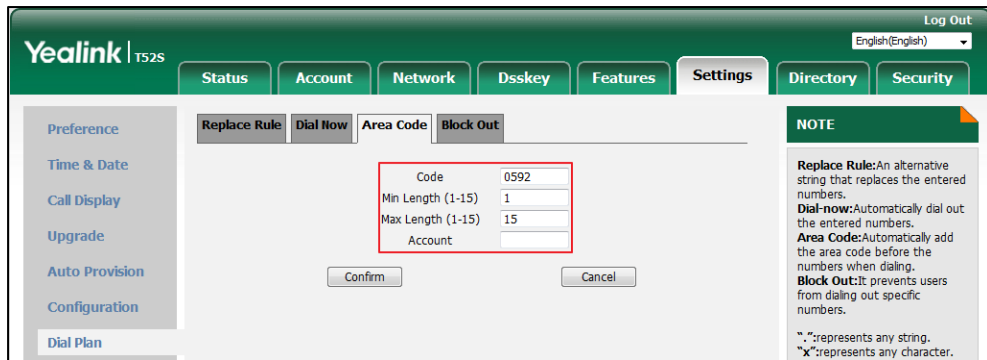 Log Out
Yealink | T52S
English(English)
Status Account Network Dsskey Features Settings Directory Security
Preference
Time & Date
Call Display
Upgrade
Auto Provision
Configuration
Dial Plan
Replace Rule Dial Now Area Code Block Out
Code 0592
Min Length (1-15) 1
Max Length (1-15) 15
Account
Confirm Cancel
NOTE
Replace Rule:An alternative
string that replaces the entered
numbers.
Dial-now:Automatically dial out
the entered numbers.
Area Code:Automatically add
the area code before the
numbers when dialing.
Block Out:It prevents users
from dialing out specific
numbers.
".":represents any string.
"x":represents any character.